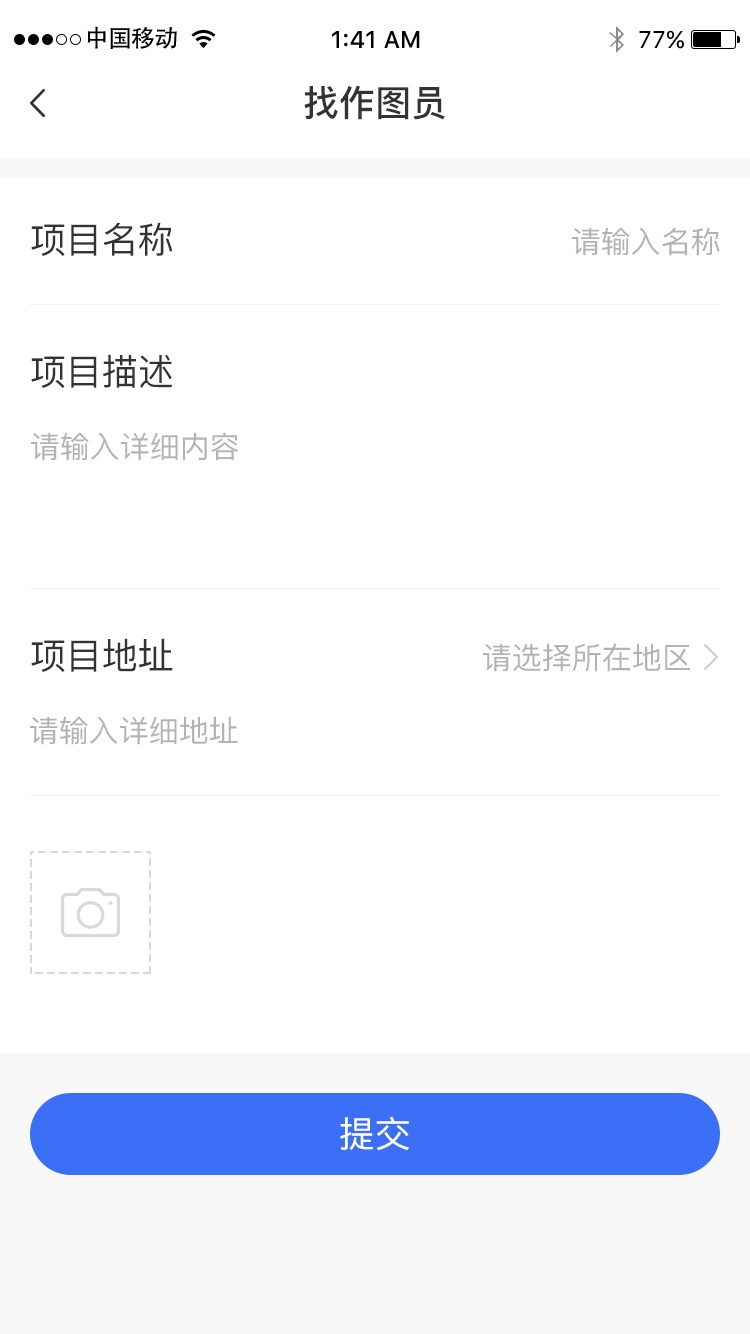 中国移动 1:41 AM 77%
找作图员
项目名称 请输入名称
项目描述
请输入详细内容
项目地址 请选择所在地区
请输入详细地址
提交